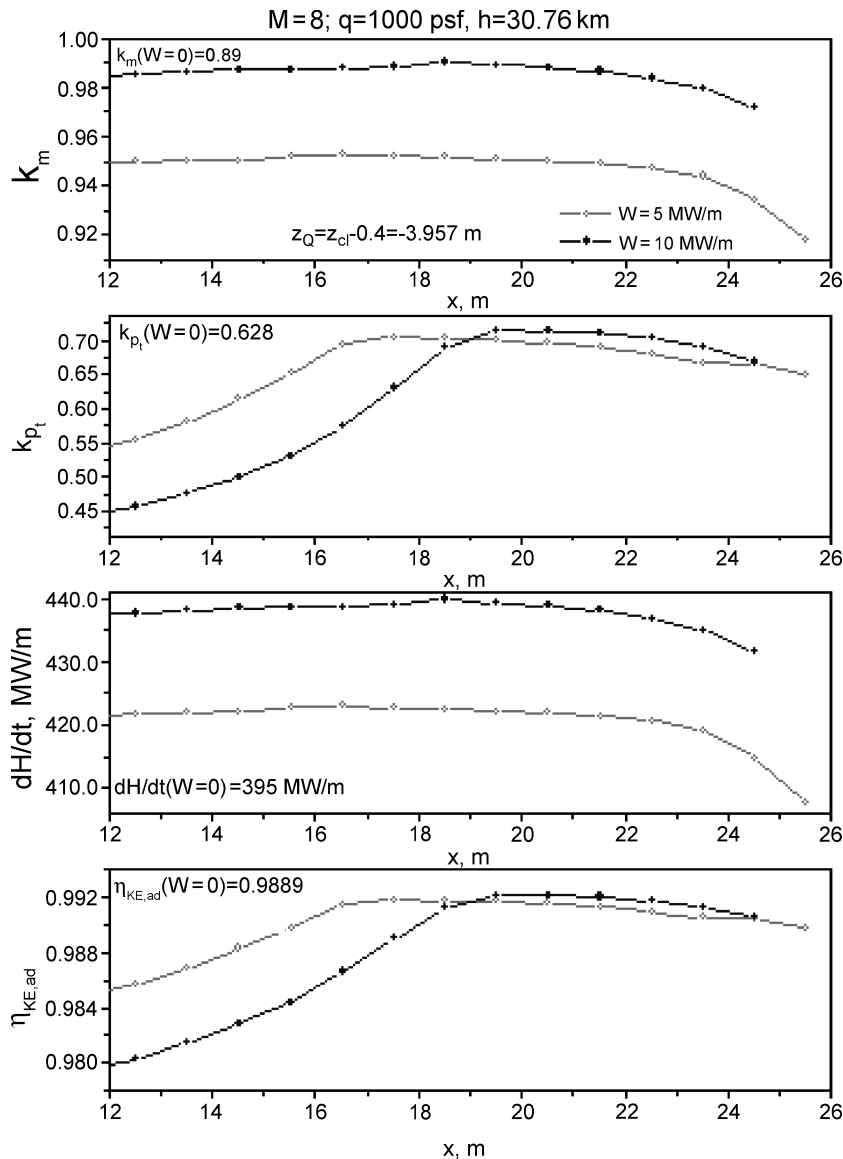 M=8; q=1000 psf, h=30.76 km
1.00
0.98
0.96
0.94
0.92
k_m
k_m(W=0)=0.89
z_Q=z_cl-0.4=-3.957 m
W=5 MW/m
W=10 MW/m
12 14 16 18 20 22 24 26
x, m
0.70
0.65
0.60
0.55
0.50
0.45
k_pt
k_pt(W=0)=0.628
12 14 16 18 20 22 24 26
x, m
440.0
430.0
420.0
410.0
dH/dt, MW/m
dH/dt(W=0)=395 MW/m
12 14 16 18 20 22 24 26
x, m
0.992
0.988
0.984
0.980
η_KE,ad
η_KE,ad(W=0)=0.9889
12 14 16 18 20 22 24 26
x, m